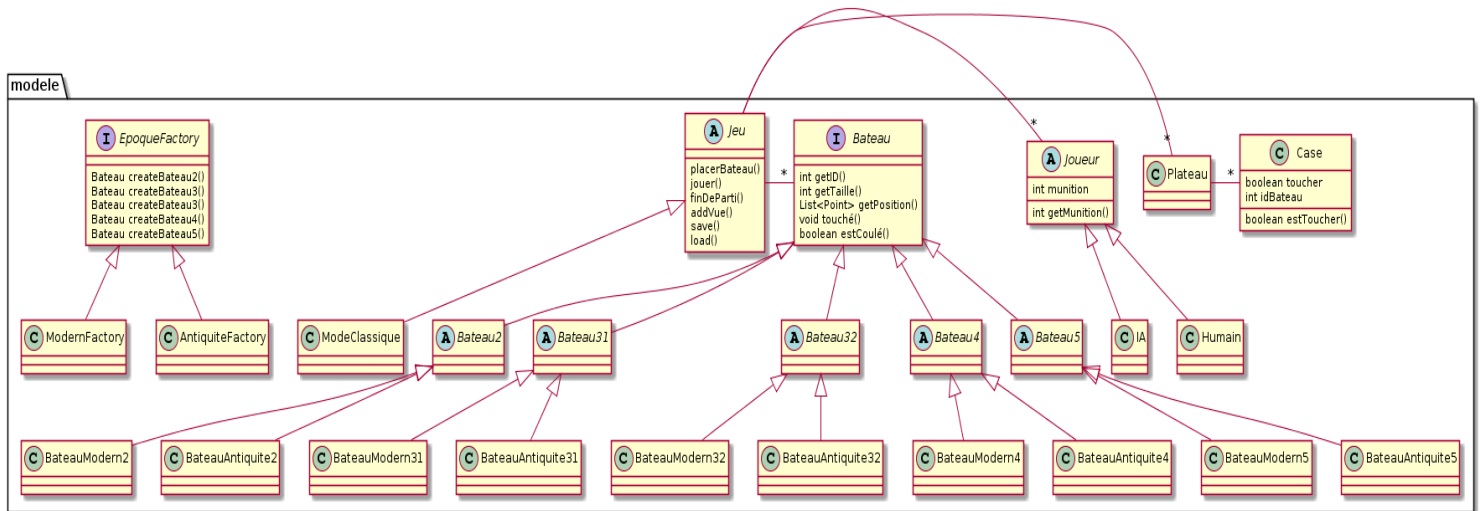 modele
I EpoqueFactory
Bateau createBateau2()
Bateau createBateau3()
Bateau createBateau3()
Bateau createBateau4()
Bateau createBateau5()
A Jeu
placerBateau()
jouer()
finDeParti()
addVue()
save()
load()
*
I Bateau
int getID()
int getTaille()
List<Point> getPosition()
void touché()
boolean estCoulé()
*
A Joueur
int munition
int getMunition()
*
C Plateau
*
C Case
boolean toucher
int idBateau
boolean estToucher()
C ModernFactory
C AntiquiteFactory
C ModeClassique
A Bateau2
A Bateau31
A Bateau32
A Bateau4
A Bateau5
C IA
C Humain
C BateauModern2
C BateauAntiquite2
C BateauModern31
C BateauAntiquite31
C BateauModern32
C BateauAntiquite32
C BateauModern4
C BateauAntiquite4
C BateauModern5
C BateauAntiquite5